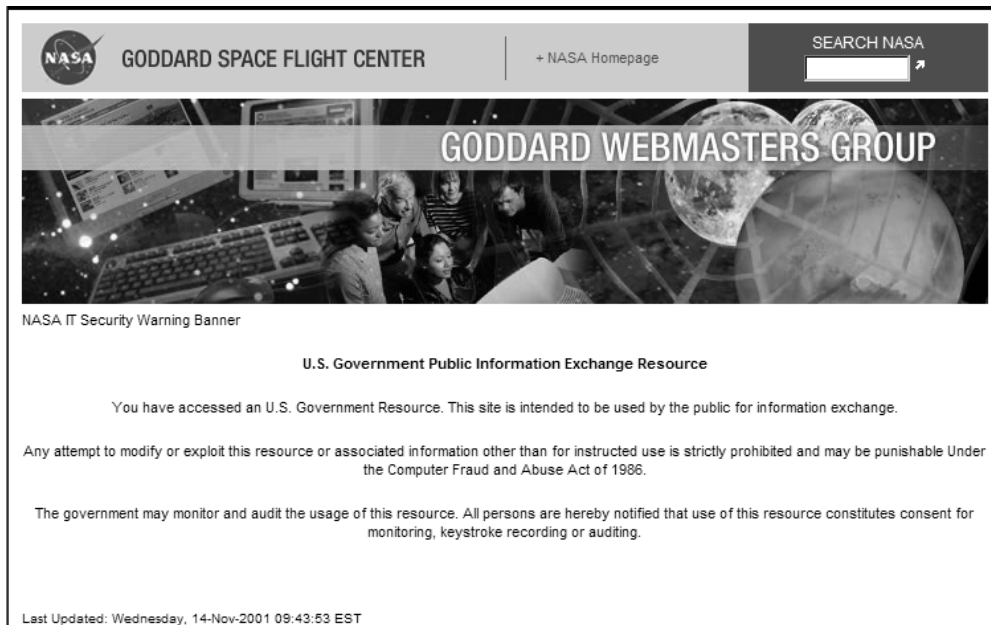 NASA
GODDARD SPACE FLIGHT CENTER
+ NASA Homepage
SEARCH NASA
GODDARD WEBMASTERS GROUP
NASA IT Security Warning Banner
U.S. Government Public Information Exchange Resource
You have accessed an U.S. Government Resource. This site is intended to be used by the public for information exchange.
Any attempt to modify or exploit this resource or associated information other than for instructed use is strictly prohibited and may be punishable Under
the Computer Fraud and Abuse Act of 1986.
The government may monitor and audit the usage of this resource. All persons are hereby notified that use of this resource constitutes consent for
monitoring, keystroke recording or auditing.
Last Updated: Wednesday, 14-Nov-2001 09:43:53 EST